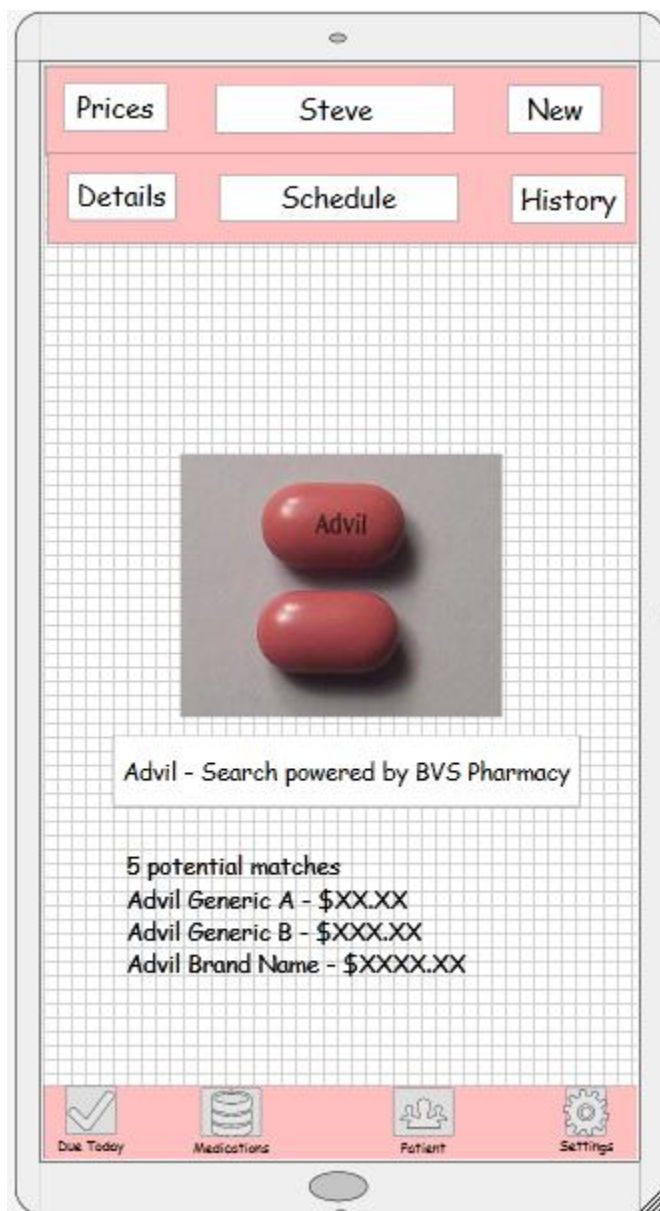 Prices Steve New
Details Schedule History
Advil
Advil - Search powered by BVS Pharmacy
5 potential matches
Advil Generic A - $XX.XX
Advil Generic B - $XXX.XX
Advil Brand Name - $XXXX.XX
Due Today Medications Patient Settings